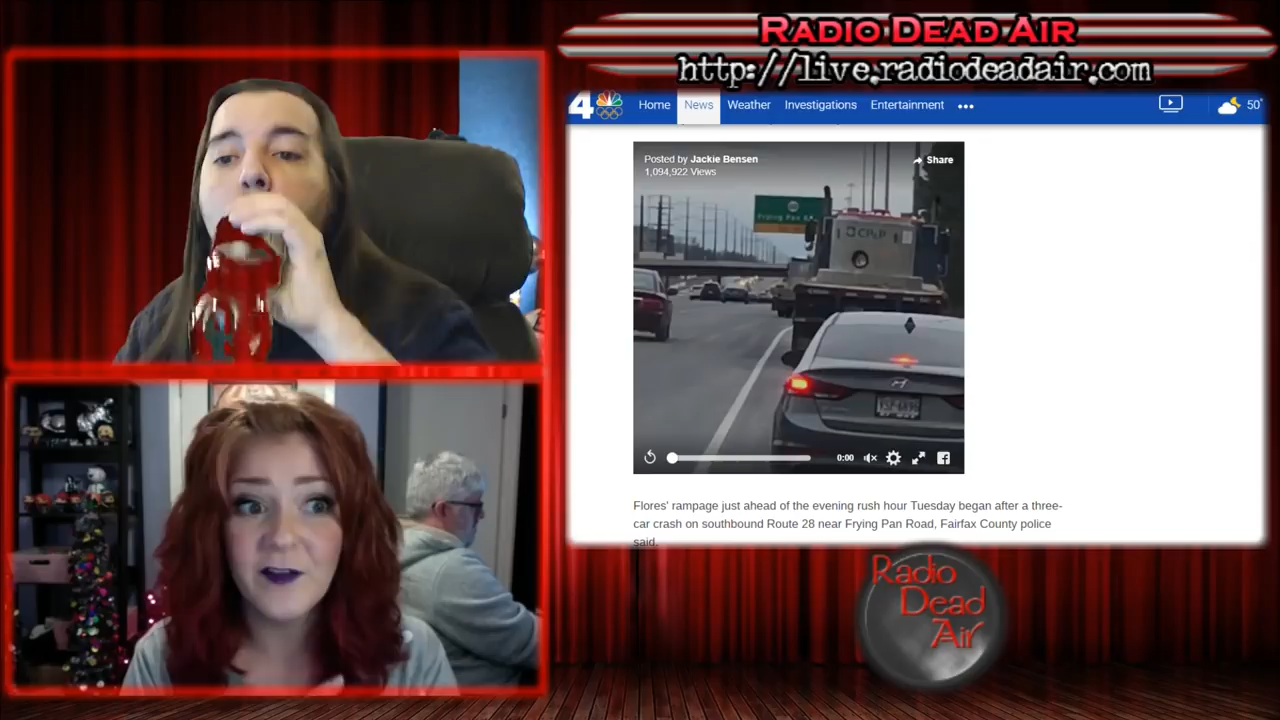 Radio Dead Air
http://live.radiodeadair.com
4
Home
News
Weather
Investigations
Entertainment
50°
Posted by Jackie Bensen
Share
1,094,922 Views
Frying Pan
0:00
Flores' rampage just ahead of the evening rush hour Tuesday began after a three-
car crash on southbound Route 28 near Frying Pan Road, Fairfax County police
said.
Radio
Dead
Air